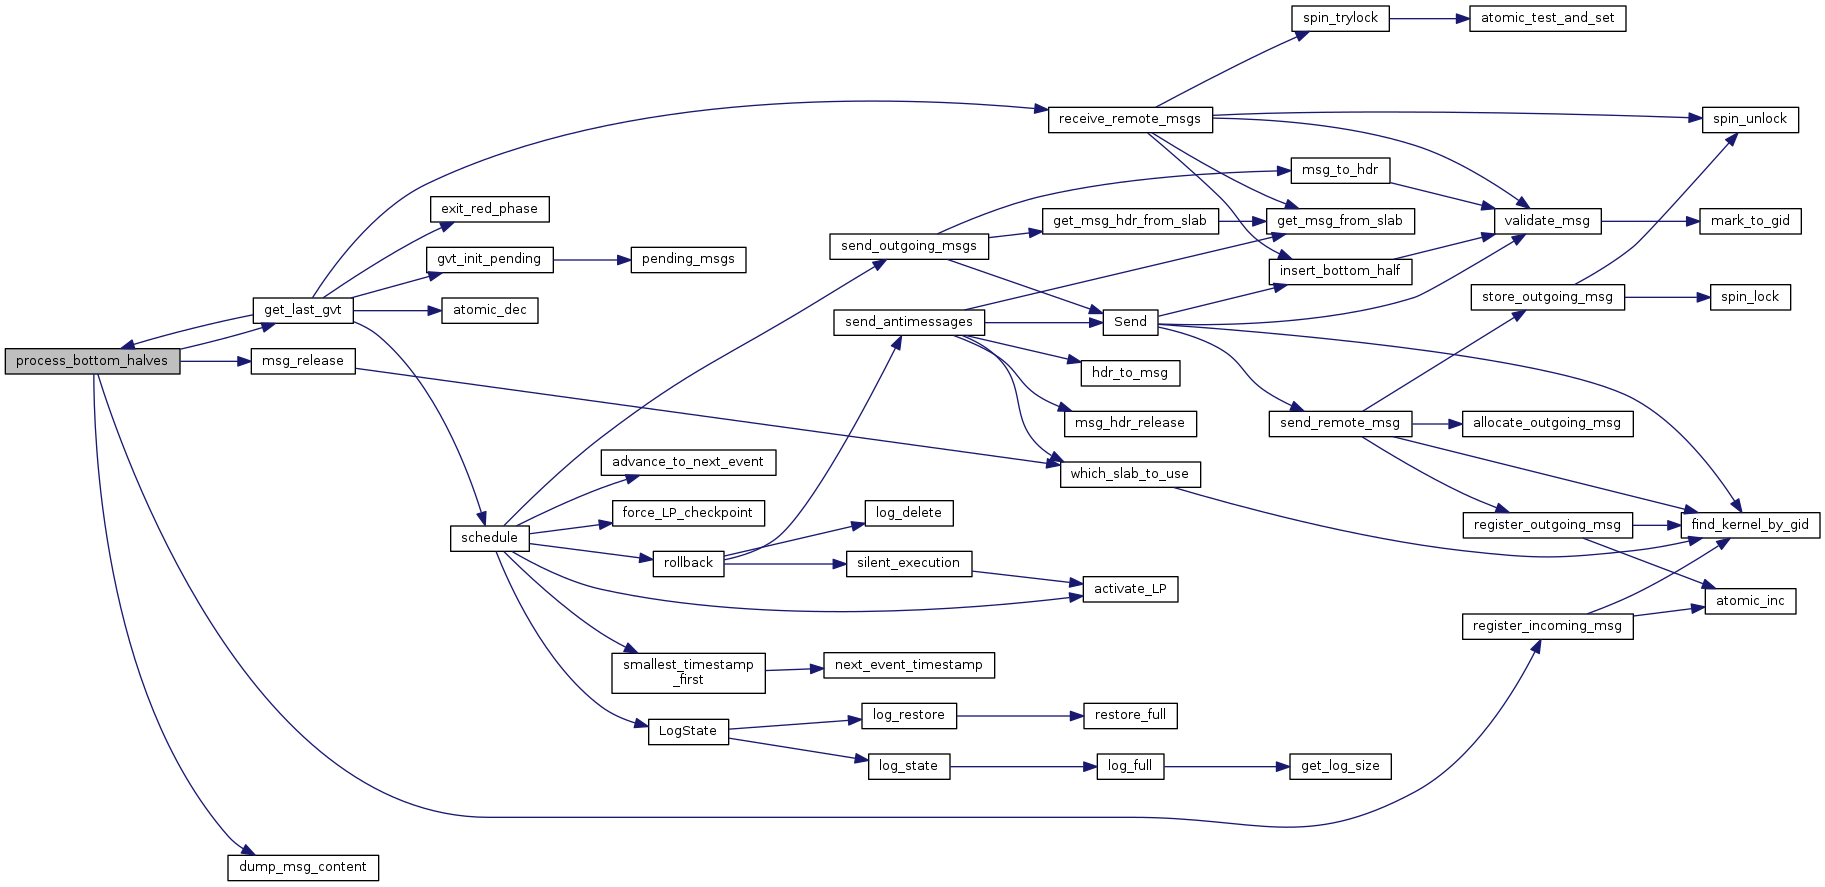 spin_trylock
atomic_test_and_set
receive_remote_msgs
spin_unlock
msg_to_hdr
exit_red_phase
get_msg_hdr_from_slab
get_msg_from_slab
validate_msg
mark_to_gid
send_outgoing_msgs
gvt_init_pending
pending_msgs
insert_bottom_half
store_outgoing_msg
spin_lock
get_last_gvt
atomic_dec
send_antimessages
Send
process_bottom_halves
msg_release
hdr_to_msg
msg_hdr_release
send_remote_msg
allocate_outgoing_msg
advance_to_next_event
which_slab_to_use
force_LP_checkpoint
log_delete
register_outgoing_msg
find_kernel_by_gid
schedule
rollback
silent_execution
activate_LP
atomic_inc
register_incoming_msg
smallest_timestamp
_first
next_event_timestamp
LogState
log_restore
restore_full
log_state
log_full
get_log_size
dump_msg_content